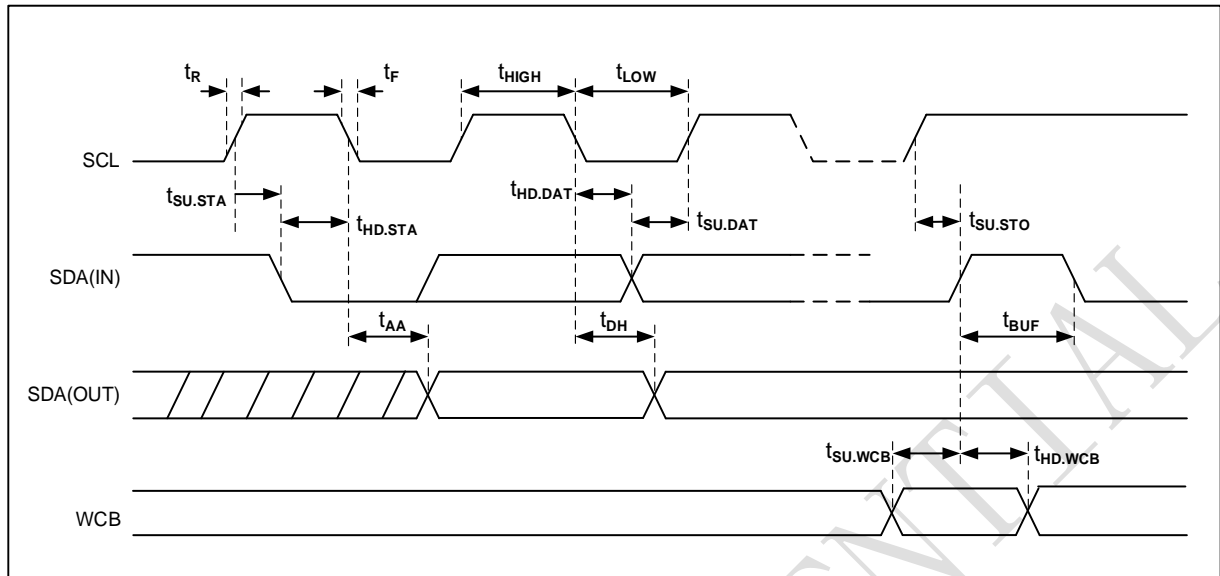 tR tF tHIGH tLOW
SCL
tSU.STA tHD.STA tHD.DAT tSU.DAT tSU.STO
SDA(IN)
tAA tDH tBUF
SDA(OUT)
tSU.WCB tHD.WCB
WCB